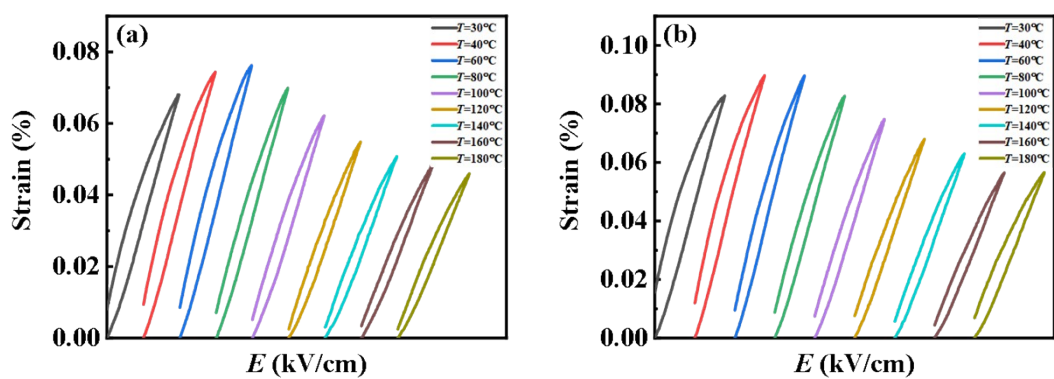 (a)
T=30℃
T=40℃
T=60℃
T=80℃
T=100℃
T=120℃
T=140℃
T=160℃
T=180℃
0.08
0.06
0.04
0.02
0.00
Strain (%)
E (kV/cm)
(b)
T=30℃
T=40℃
T=60℃
T=80℃
T=100℃
T=120℃
T=140℃
T=160℃
T=180℃
0.10
0.08
0.06
0.04
0.02
0.00
Strain (%)
E (kV/cm)